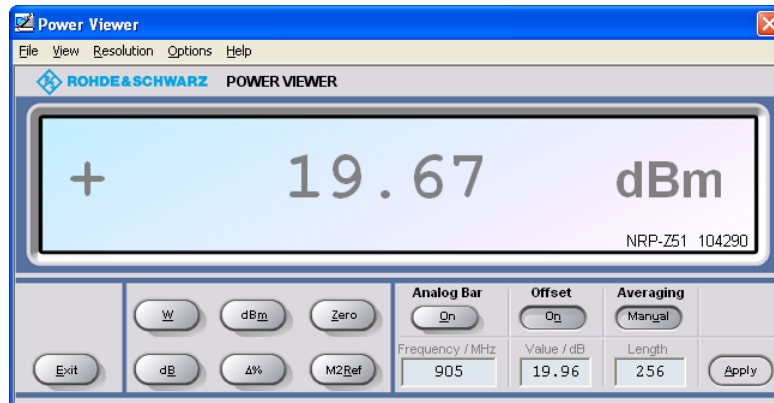 Power Viewer
File View Resolution Options Help
ROHDE&SCHWARZ POWER VIEWER
+ 19.67 dBm
NRP-Z51 104290
Analog Bar Offset Averaging
W dBm Zero On On Manual
Frequency / MHz Value / dB Length
Exit dB Δ% M2Ref 905 19.96 256 Apply